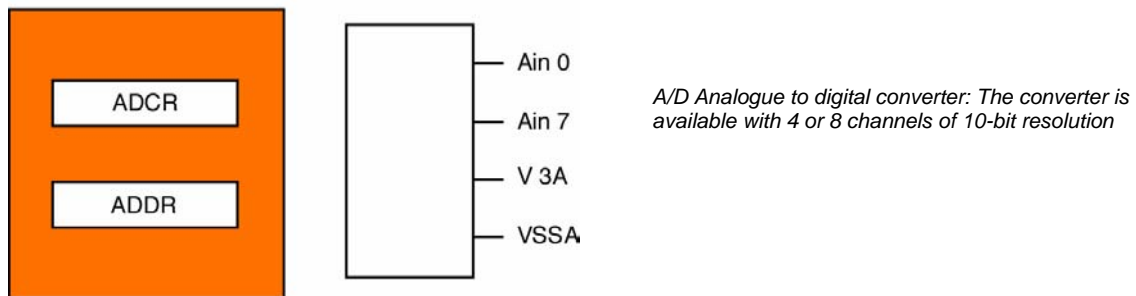 ADCR
ADDR
Ain 0
Ain 7
V 3A
VSSA
A/D Analogue to digital converter: The converter is
available with 4 or 8 channels of 10-bit resolution